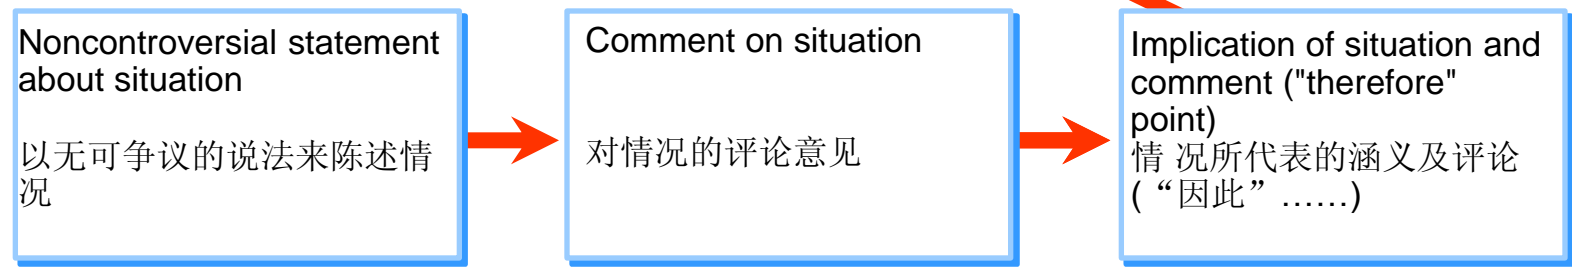 Noncontroversial statement
about situation
以无可争议的说法来陈述情
况
Comment on situation
对情况的评论意见
Implication of situation and
comment ("therefore"
point)
情 况所代表的涵义及评论
(“因此”……)